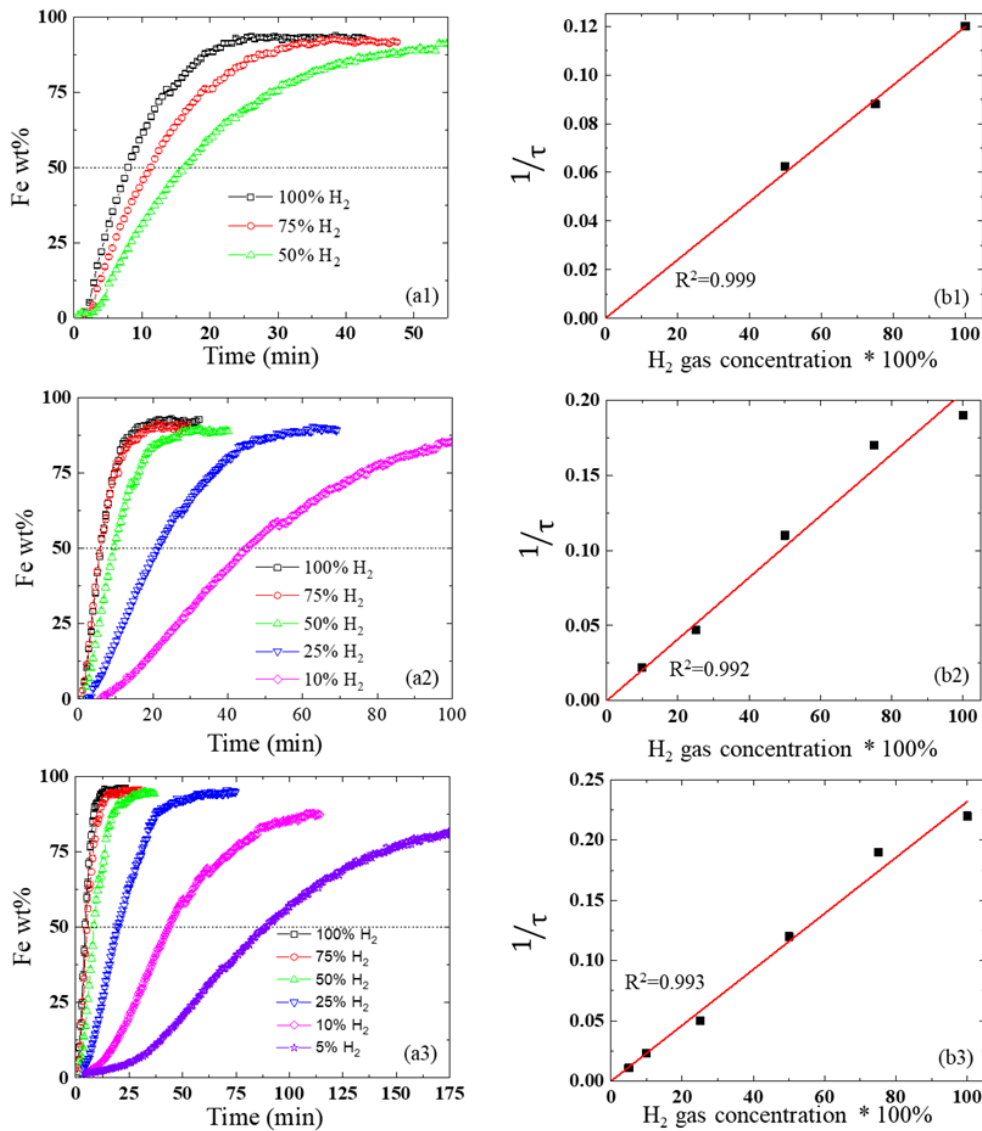 100
75
50
25
0
Fe wt%
100% H₂
75% H₂
50% H₂
(a1)
0 10 20 30 40 50
Time (min)
0.12
0.10
0.08
0.06
0.04
0.02
0.00
1/τ
R²=0.999
(b1)
0 20 40 60 80 100
H₂ gas concentration * 100%
100
75
50
25
0
Fe wt%
100% H₂
75% H₂
50% H₂
25% H₂
10% H₂
(a2)
0 20 40 60 80 100
Time (min)
0.20
0.15
0.10
0.05
0.00
1/τ
R²=0.992
(b2)
0 20 40 60 80 100
H₂ gas concentration * 100%
100
75
50
25
0
Fe wt%
100% H₂
75% H₂
50% H₂
25% H₂
10% H₂
5% H₂
(a3)
0 25 50 75 100 125 150 175
Time (min)
0.25
0.20
0.15
0.10
0.05
0.00
1/τ
R²=0.993
(b3)
0 20 40 60 80 100
H₂ gas concentration * 100%